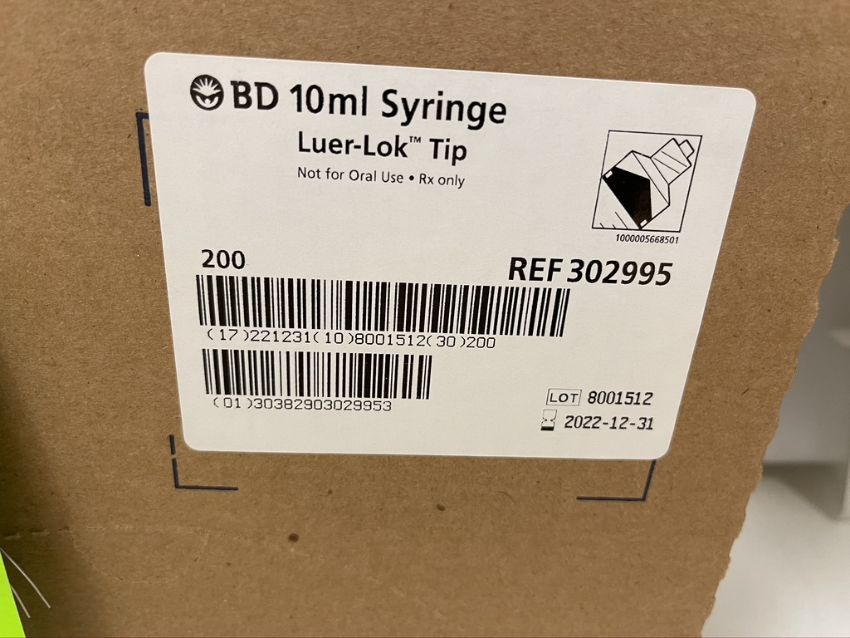 BD 10ml Syringe
Luer-Lok™ Tip
Not for Oral Use • Rx only
1000005668501
200
REF 302995
(17)221231(10)8001512(30)200
(01)30382903029953
LOT 8001512
2022-12-31